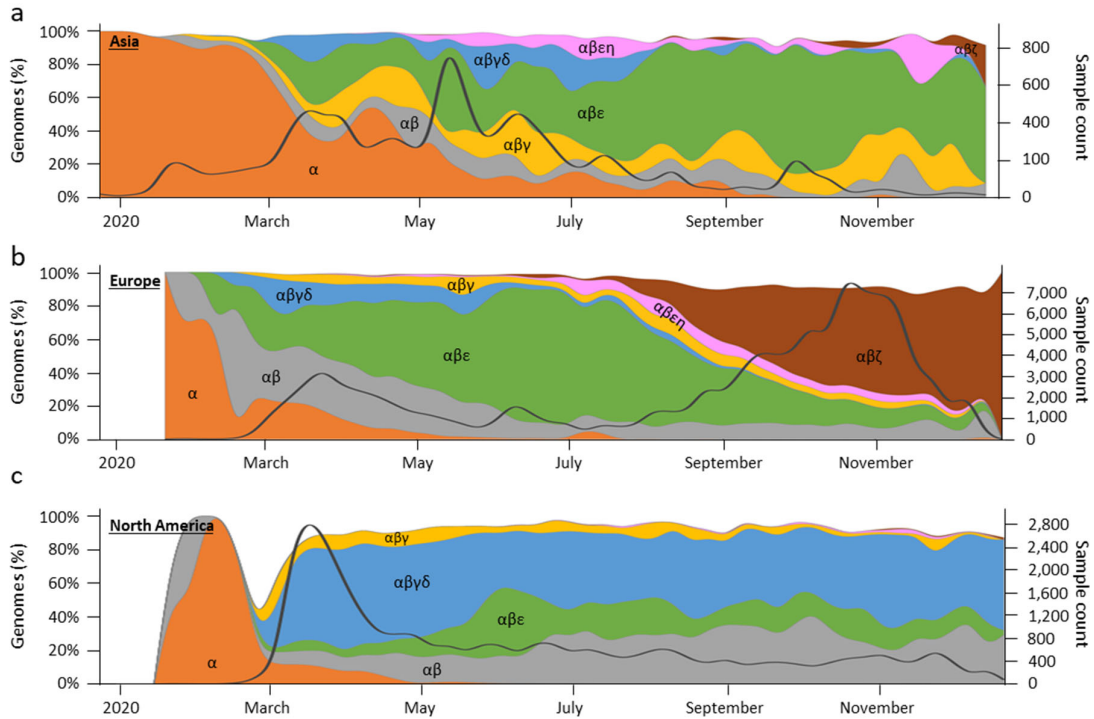 a
100%
Asia
80%
60%
40%
20%
0%
Genomes (%)
αβεη
αβγδ
αβζ
αβε
αβ
αβγ
α
800
600
400
100
0
Sample count
2020 March May July September November
b
100%
Europe
80%
60%
40%
20%
0%
Genomes (%)
αβγδ
αβγ
αβεη
αβε
αβζ
αβ
α
7,000
6,000
5,000
4,000
3,000
2,000
1,000
0
Sample count
2020 March May July September November
c
100%
North America
80%
60%
40%
20%
0%
Genomes (%)
αβγ
αβγδ
αβε
αβ
α
2,800
2,400
2,000
1,600
1,200
800
400
0
Sample count
2020 March May July September November